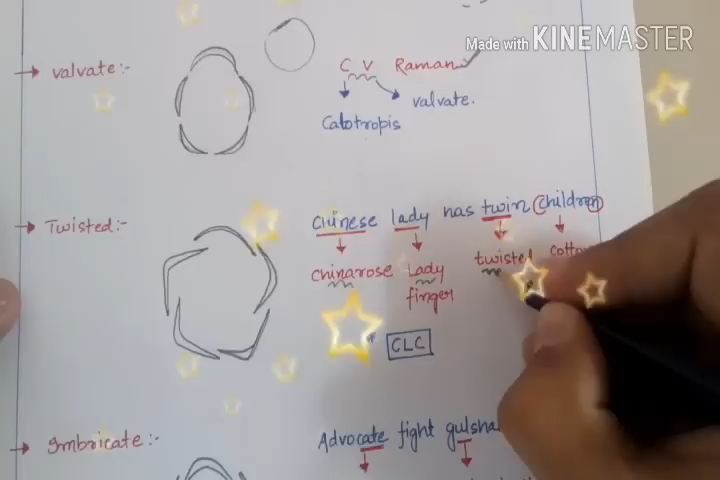 Made with KINEMASTER
→ valvate:-
C V Raman
valvate.
Calotropis
→ Twisted:-
Chinese lady has twin children
chinarose Lady finger
twisted
CLC
→ Imbricate:-
Advocate fight